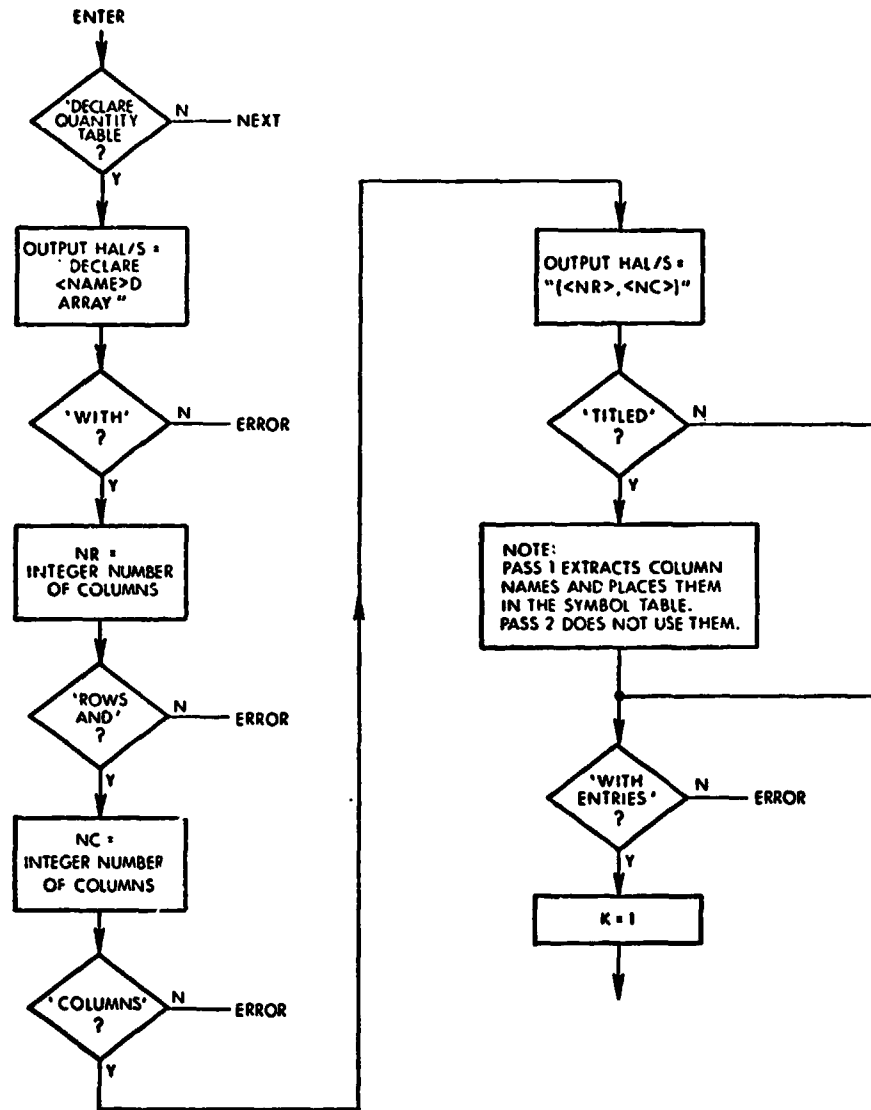 ENTER
'DECLARE
QUANTITY
TABLE
?
N
NEXT
Y
OUTPUT HAL/S =
' DECLARE
<NAME>D
ARRAY "
'WITH'
?
N
ERROR
Y
NR =
INTEGER NUMBER
OF COLUMNS
'ROWS
AND'
?
N
ERROR
Y
NC =
INTEGER NUMBER
OF COLUMNS
'COLUMNS'
?
N
ERROR
Y
OUTPUT HAL/S =
"(<NR>,<NC>)"
'TITLED'
?
N
Y
NOTE:
PASS 1 EXTRACTS COLUMN
NAMES AND PLACES THEM
IN THE SYMBOL TABLE.
PASS 2 DOES NOT USE THEM.
'WITH
ENTRIES'
?
N
ERROR
Y
K = 1